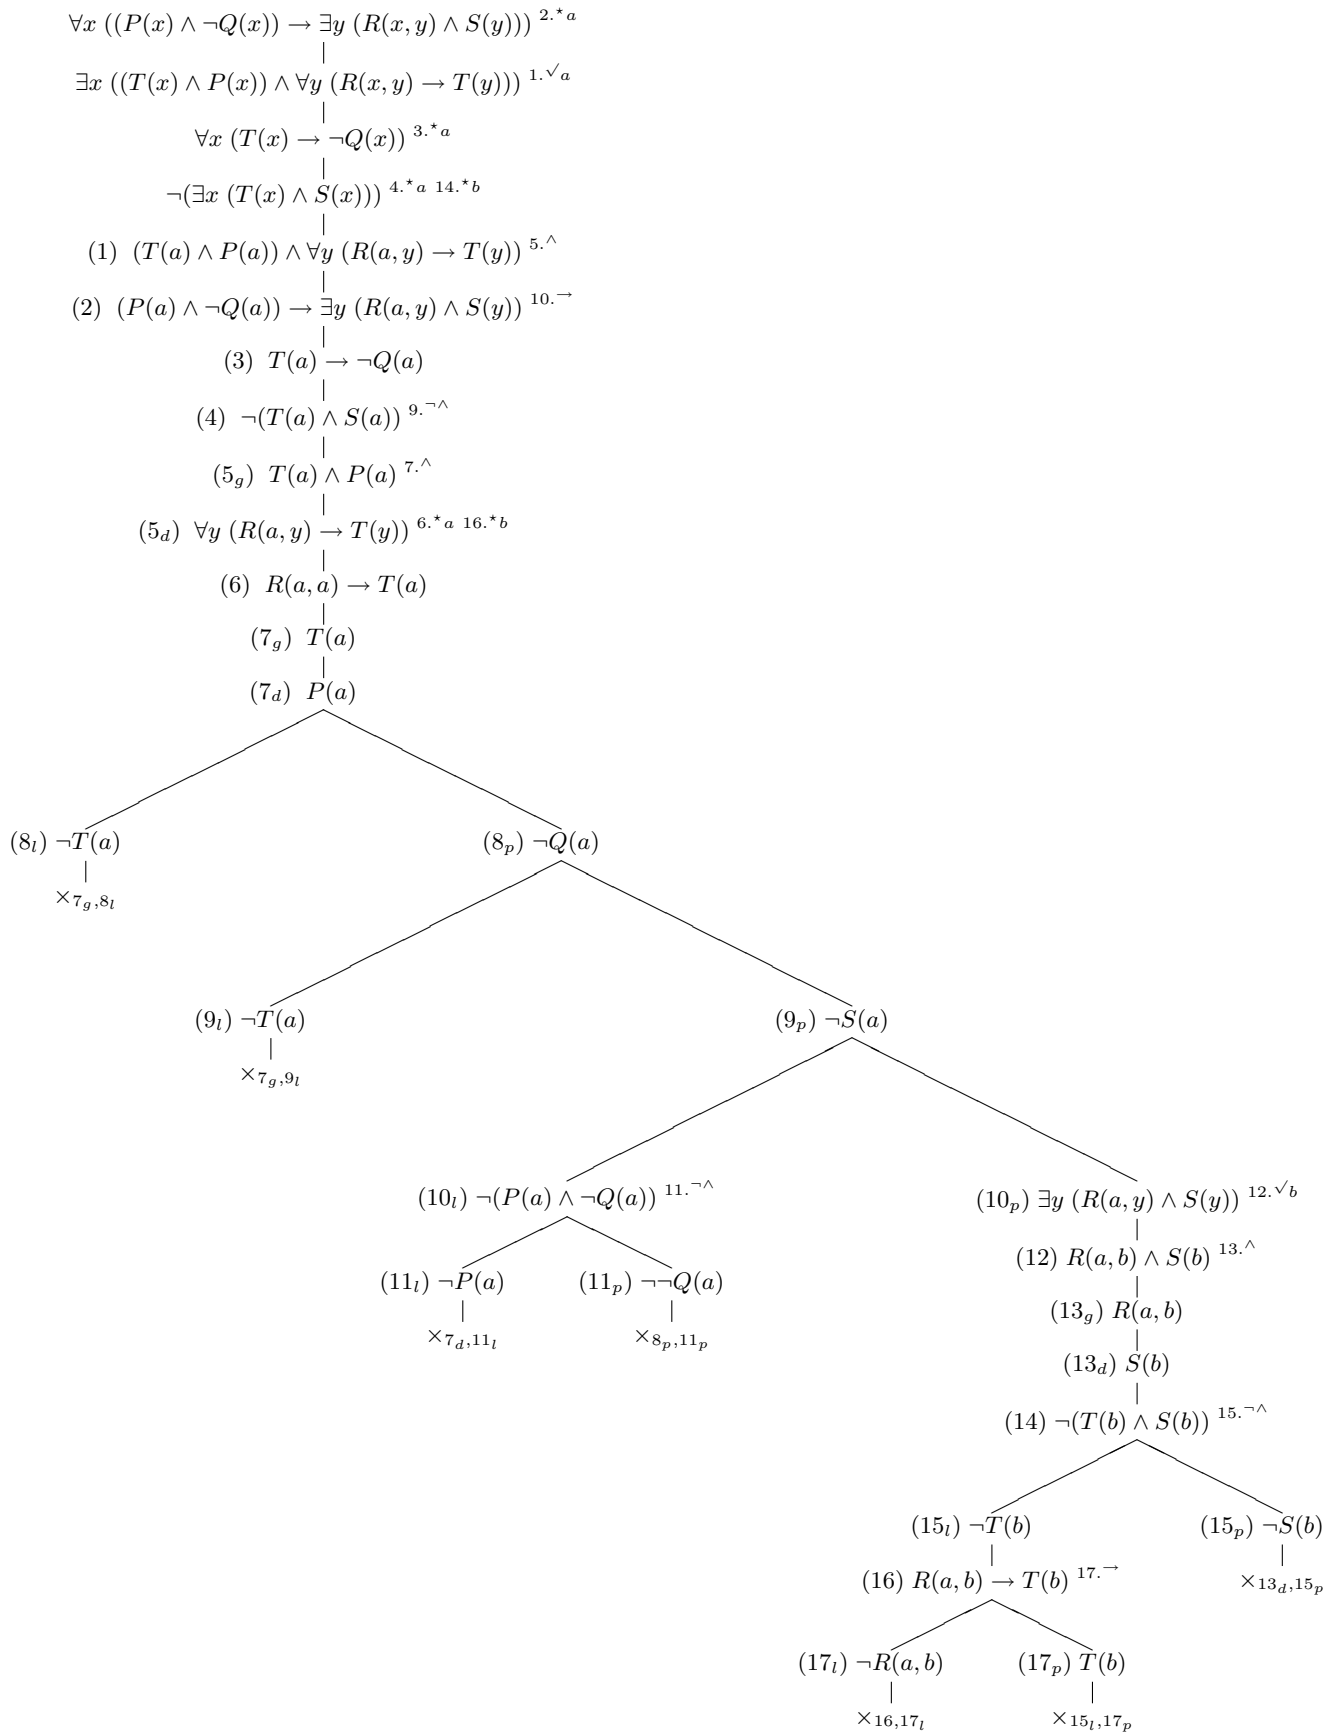 ∀x ((P(x) ∧ ¬Q(x)) → ∃y (R(x, y) ∧ S(y))) 2.⋆a
∃x ((T(x) ∧ P(x)) ∧ ∀y (R(x, y) → T(y))) 1.√a
∀x (T(x) → ¬Q(x)) 3.⋆a
¬(∃x (T(x) ∧ S(x))) 4.⋆a 14.⋆b
(1) (T(a) ∧ P(a)) ∧ ∀y (R(a, y) → T(y)) 5.∧
(2) (P(a) ∧ ¬Q(a)) → ∃y (R(a, y) ∧ S(y)) 10.→
(3) T(a) → ¬Q(a)
(4) ¬(T(a) ∧ S(a)) 9.¬∧
(5g) T(a) ∧ P(a) 7.∧
(5d) ∀y (R(a, y) → T(y)) 6.⋆a 16.⋆b
(6) R(a, a) → T(a)
(7g) T(a)
(7d) P(a)
(8l) ¬T(a) (8p) ¬Q(a)
×7g,8l
(9l) ¬T(a) (9p) ¬S(a)
×7g,9l
(10l) ¬(P(a) ∧ ¬Q(a)) 11.¬∧ (10p) ∃y (R(a, y) ∧ S(y)) 12.√b
(12) R(a, b) ∧ S(b) 13.∧
(11l) ¬P(a) (11p) ¬¬Q(a)
(13g) R(a, b)
×7d,11l ×8p,11p
(13d) S(b)
(14) ¬(T(b) ∧ S(b)) 15.¬∧
(15l) ¬T(b) (15p) ¬S(b)
(16) R(a, b) → T(b) 17.→ ×13d,15p
(17l) ¬R(a, b) (17p) T(b)
×16,17l ×15l,17p